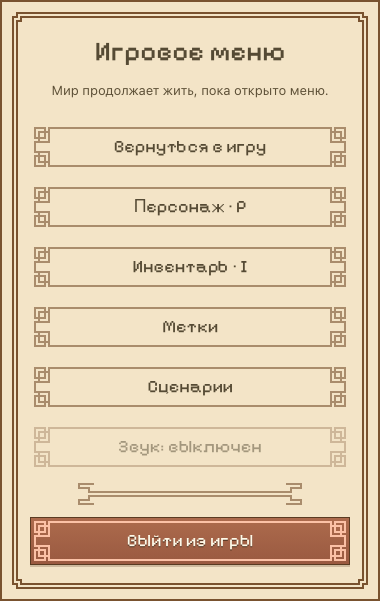 Игровое меню
Мир продолжает жить, пока открыто меню.
Вернуться в игру
Персонаж · P
Инвентарь · I
Метки
Сценарии
Звук: выключен
Выйти из игры